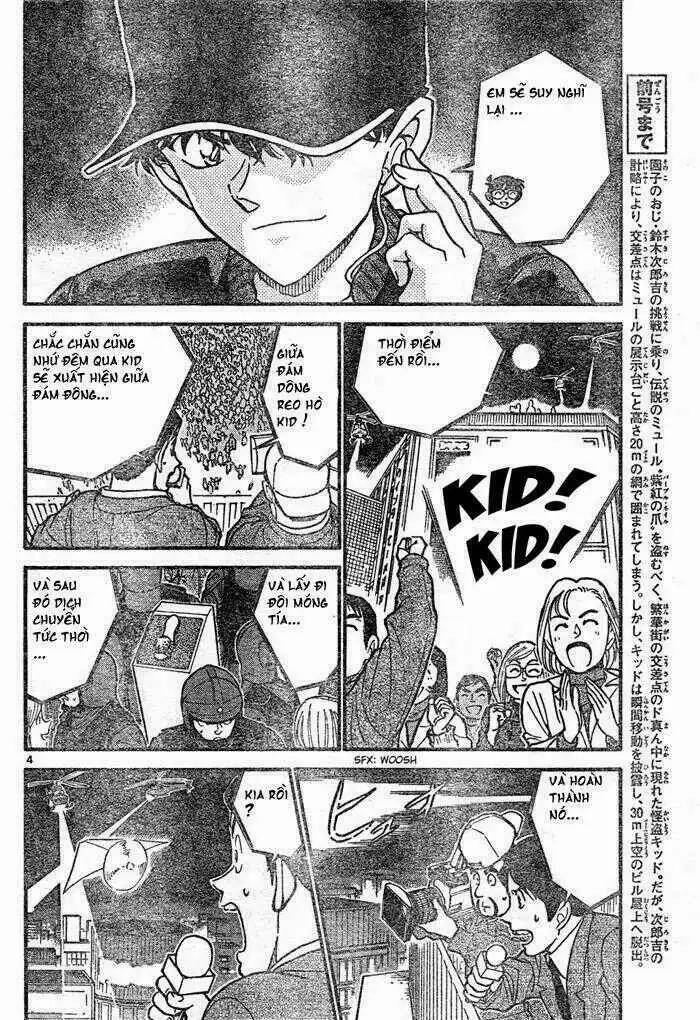 EM SẼ SUY NGHĨ
LẠI ...
前号まで
園子のおじ・鈴木次郎吉の挑戦に乗り、伝説のミュール・紫紅の爪を盗むべく、繁華街の交差点のド真ん中に現れた怪盗キッド。だが、次郎吉の
計略により、交差点はミュールの展示台ごと高さ20mの網で囲まれてしまう。しかし、キッドは瞬間移動を披露し、30m上空のビル屋上へ脱出。
THỜI ĐIỂM
ĐẾN RỒI...
KID!
KID!
GIỮA
ĐÁM
ĐÔNG
REO HÒ
KID !
CHẮC CHẮN CŨNG
NHƯ ĐÊM QUA KID
SẼ XUẤT HIỆN GIỮA
ĐÁM ĐÔNG...
VÀ LẤY ĐI
ĐÔI MÓNG
TÍA...
VÀ SAU
ĐÓ DỊCH
CHUYỂN
TỨC THỜI
...
4
SFX: WOOSH
VÀ HOÀN
THÀNH
NÓ...
KIA RỒI
?